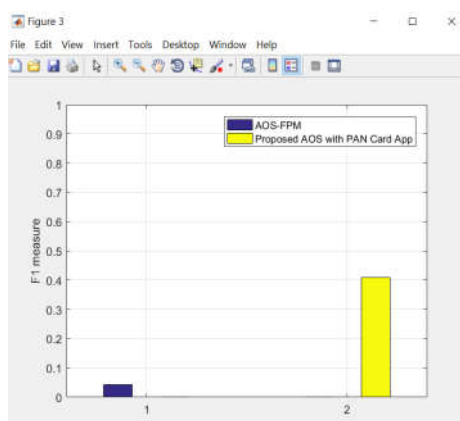 Figure 3
File Edit View Insert Tools Desktop Window Help
1
0.9
0.8
0.7
0.6
0.5
0.4
0.3
0.2
0.1
0
F1 measure
AOS-FPM
Proposed AOS with PAN Card App
1 2